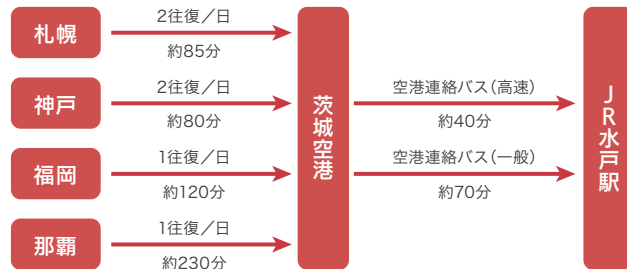 札幌
2往復／日
約85分
神戸
2往復／日
約80分
福岡
1往復／日
約120分
那覇
1往復／日
約230分
茨城空港
空港連絡バス（高速）
約40分
空港連絡バス（一般）
約70分
JR水戸駅